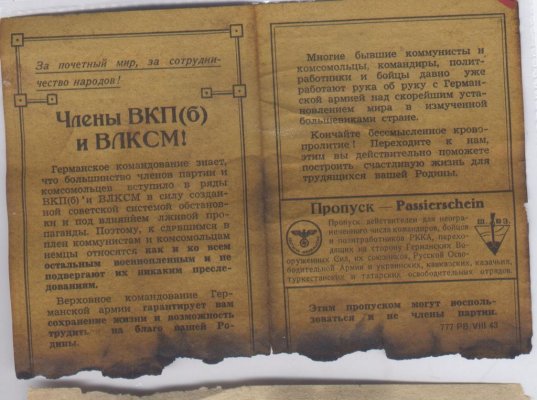 За почетный мир, за сотрудни-
чество народов!
Члены ВКП(б)
и ВЛКСМ!
Германское командование знает,
что большинство членов партии и
комсомольцев вступило в ряды
ВКП(б) и ВЛКСМ в силу создан-
ной советской системой обстанов-
ки и под влиянием лживой про-
паганды. Поэтому, к сдавшимся в
плен коммунистам и комсомольцам
немцы относятся как и ко всем
остальным военнопленным и не
подвергают их никаким пресле-
дованиям.
Верховное командование Гер-
манской армии гарантирует вам
сохранение жизни и возможность
трудиться на благо вашей Ро-
дины.
Многие бывшие коммунисты и
комсомольцы, командиры, полит-
работники и бойцы давно уже
работают рука об руку с Герман-
ской армией над скорейшим уста-
новлением мира в измученной
большевиками стране.
Кончайте бессмысленное крово-
пролитие! Переходите к нам,
этим вы действительно поможете
построить счастливую жизнь для
трудящихся вашей Родины.
Пропуск — Passierschein
Пропуск действителен для неогра-
ниченного числа командиров, бойцов
и политработников РККА, перехо-
дящих на сторону Германских Во-
оруженных Сил, их союзников, Русской Осво-
бодительной Армии и украинских, кавказских, казачьих,
туркестанских и татарских освободительных отрядов.
Ш. В З.
Этим пропуском могут восполь-
зоваться и не члены партии.
777 РВ VIII 43